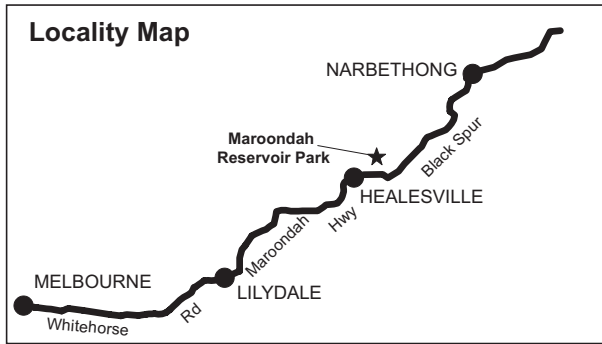 Locality Map
NARBETHONG
Maroondah
Reservoir Park
Black Spur
HEALESVILLE
Maroondah Hwy
MELBOURNE
LILYDALE
Whitehorse Rd